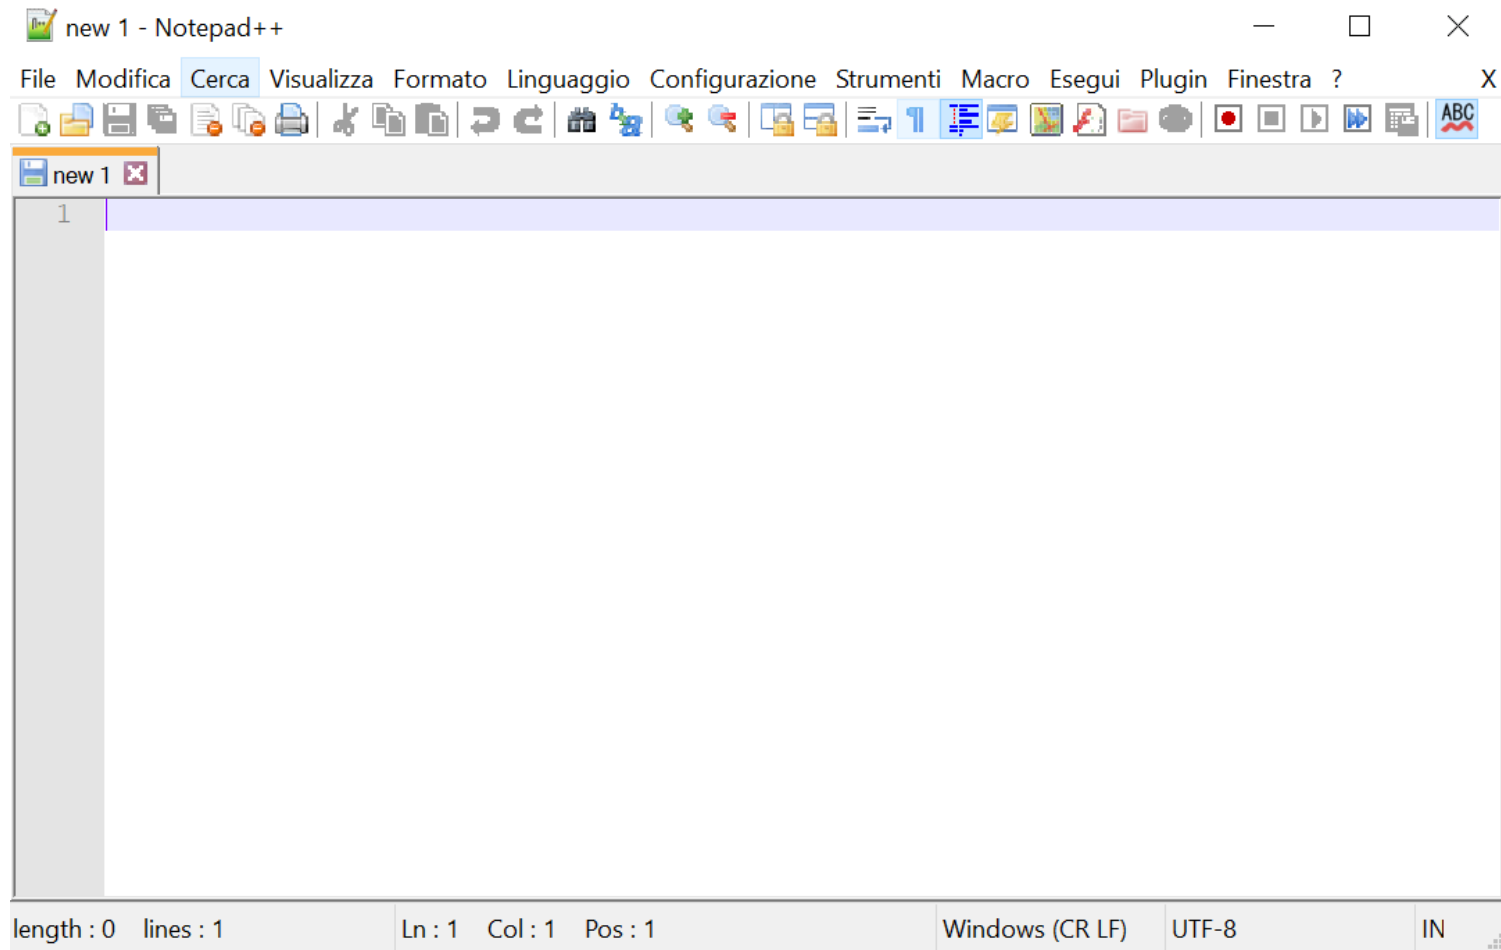 new 1 - Notepad++
File Modifica Cerca Visualizza Formato Linguaggio Configurazione Strumenti Macro Esegui Plugin Finestra ? X
ABC
new 1
1
length : 0 lines : 1 Ln : 1 Col : 1 Pos : 1 Windows (CR LF) UTF-8 IN